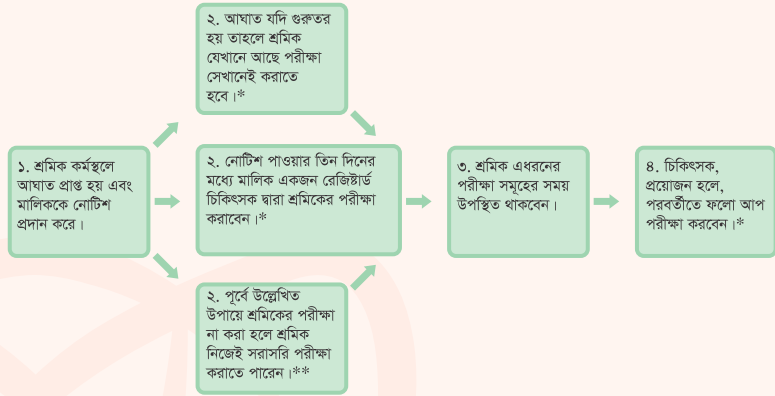 ২. আঘাত যদি গুরুতর
হয় তাহলে শ্রমিক
যেখানে আছে পরীক্ষা
সেখানেই করাতে
হবে।*
১. শ্রমিক কর্মস্থলে
আঘাত প্রাপ্ত হয় এবং
মালিককে নোটিশ
প্রদান করে।
২. নোটিশ পাওয়ার তিন দিনের
মধ্যে মালিক একজন রেজিষ্টার্ড
চিকিৎসক দ্বারা শ্রমিকের পরীক্ষা
করাবেন।*
৩. শ্রমিক এধরনের
পরীক্ষা সমূহের সময়
উপস্থিত থাকবেন।
৪. চিকিৎসক,
প্রয়োজন হলে,
পরবর্তীতে ফলো আপ
পরীক্ষা করবেন।*
২. পূর্বে উল্লেখিত
উপায়ে শ্রমিকের পরীক্ষা
না করা হলে শ্রমিক
নিজেই সরাসরি পরীক্ষা
করাতে পারেন।**